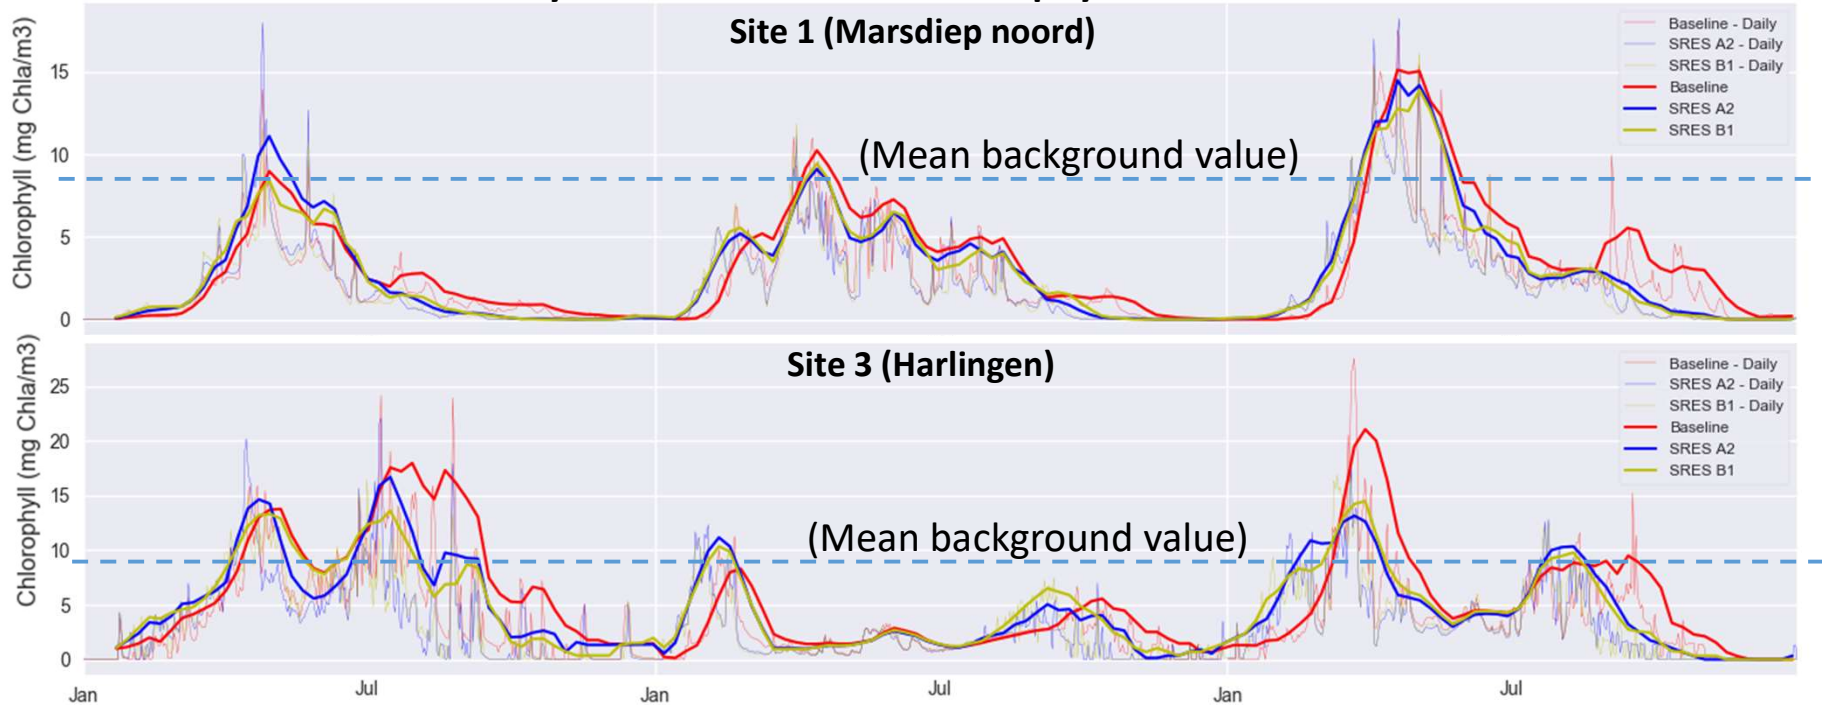 Site 1 (Marsdiep noord)
Chlorophyll (mg Chla/m3)
15
10
5
0
(Mean background value)
Baseline - Daily
SRES A2 - Daily
SRES B1 - Daily
Baseline
SRES A2
SRES B1
Site 3 (Harlingen)
Chlorophyll (mg Chla/m3)
25
20
15
10
5
0
(Mean background value)
Baseline - Daily
SRES A2 - Daily
SRES B1 - Daily
Baseline
SRES A2
SRES B1
Jan
Jul
Jan
Jul
Jan
Jul